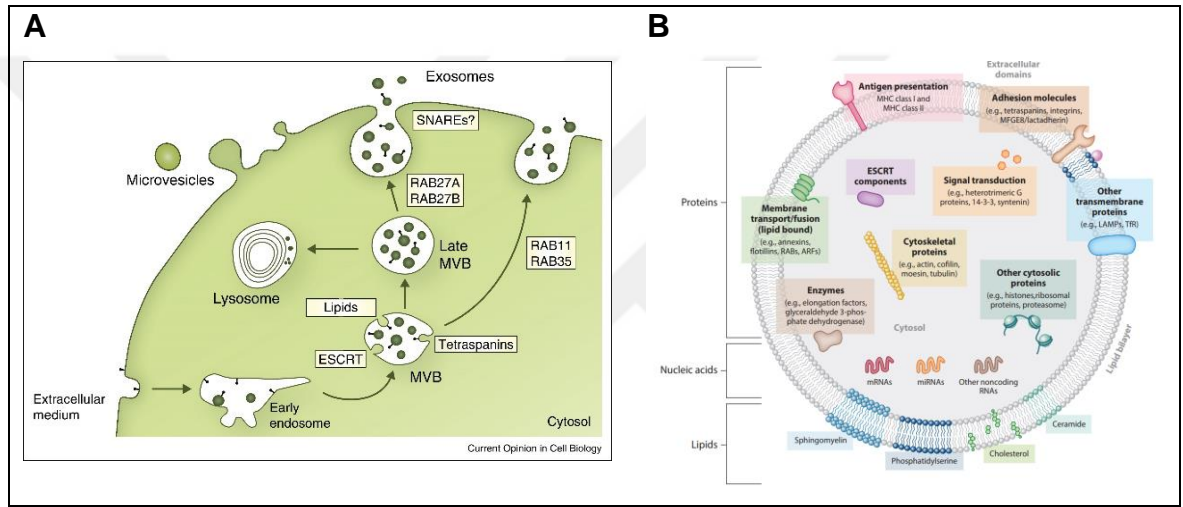 A
Exosomes
SNAREs?
Microvesicles
RAB27A
RAB27B
Late
MVB
RAB11
RAB35
Lysosome
Lipids
Tetraspanins
ESCRT
MVB
Extracellular
medium
Early
endosome
Cytosol
Current Opinion in Cell Biology
B
Extracellular
domains
Antigen presentation
MHC class I and
MHC class II
Adhesion molecules
(e.g., tetraspanins, integrins,
MFGE8/lactadherin)
ESCRT
components
Signal transduction
(e.g., heterotrimeric G
proteins, 14-3-3, syntenin)
Other
transmembrane
proteins
(e.g., LAMPs, TfR)
Proteins
Membrane
transport/fusion
(lipid bound)
(e.g., annexins,
flotillins, RABs, ARFs)
Cytoskeletal
proteins
(e.g., actin, cofilin,
moesin, tubulin)
Other cytosolic
proteins
(e.g., histones,ribosomal
proteins, proteasome)
Enzymes
(e.g., elongation factors,
glyceraldehyde 3-phos-
phate dehydrogenase)
Cytosol
Lipid bilayer
Nucleic acids
mRNAs
miRNAs
Other noncoding
RNAs
Lipids
Sphingomyelin
Phosphatidylserine
Cholesterol
Ceramide